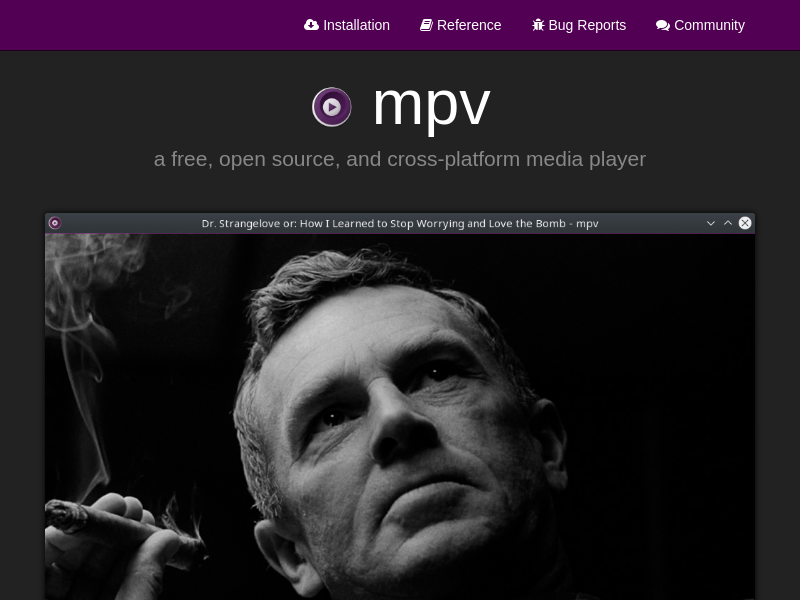 Installation Reference Bug Reports Community
mpv
a free, open source, and cross-platform media player
Dr. Strangelove or: How I Learned to Stop Worrying and Love the Bomb - mpv